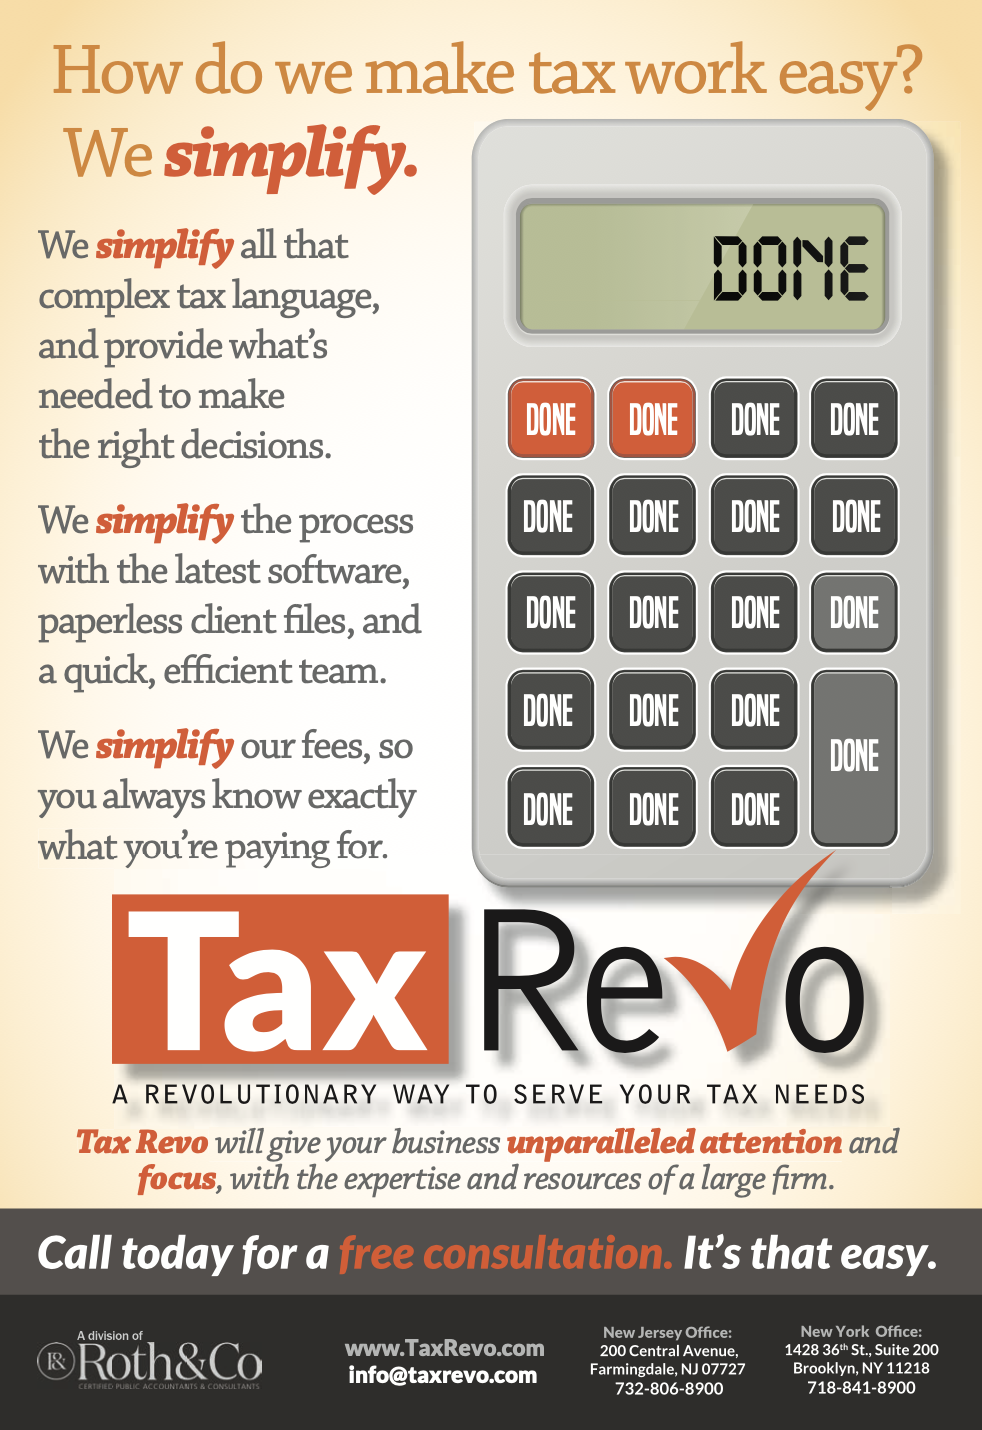 How do we make tax work easy?
We simplify.
We simplify all that
complex tax language,
and provide what's
needed to make
the right decisions.
We simplify the process
with the latest software,
paperless client files, and
a quick, efficient team.
We simplify our fees, so
you always know exactly
what you're paying for.
DONE
DONE DONE DONE DONE
DONE DONE DONE DONE
DONE DONE DONE DONE
DONE DONE DONE
DONE
DONE DONE DONE
Tax Revo
A REVOLUTIONARY WAY TO SERVE YOUR TAX NEEDS
Tax Revo will give your business unparalleled attention and
focus, with the expertise and resources of a large firm.
Call today for a free consultation. It's that easy.
A division of
R& Roth&Co
CERTIFIED PUBLIC ACCOUNTANTS & CONSULTANTS
www.TaxRevo.com
info@taxrevo.com
New Jersey Office:
200 Central Avenue,
Farmingdale, NJ 07727
732-806-8900
New York Office:
1428 36th St., Suite 200
Brooklyn, NY 11218
718-841-8900